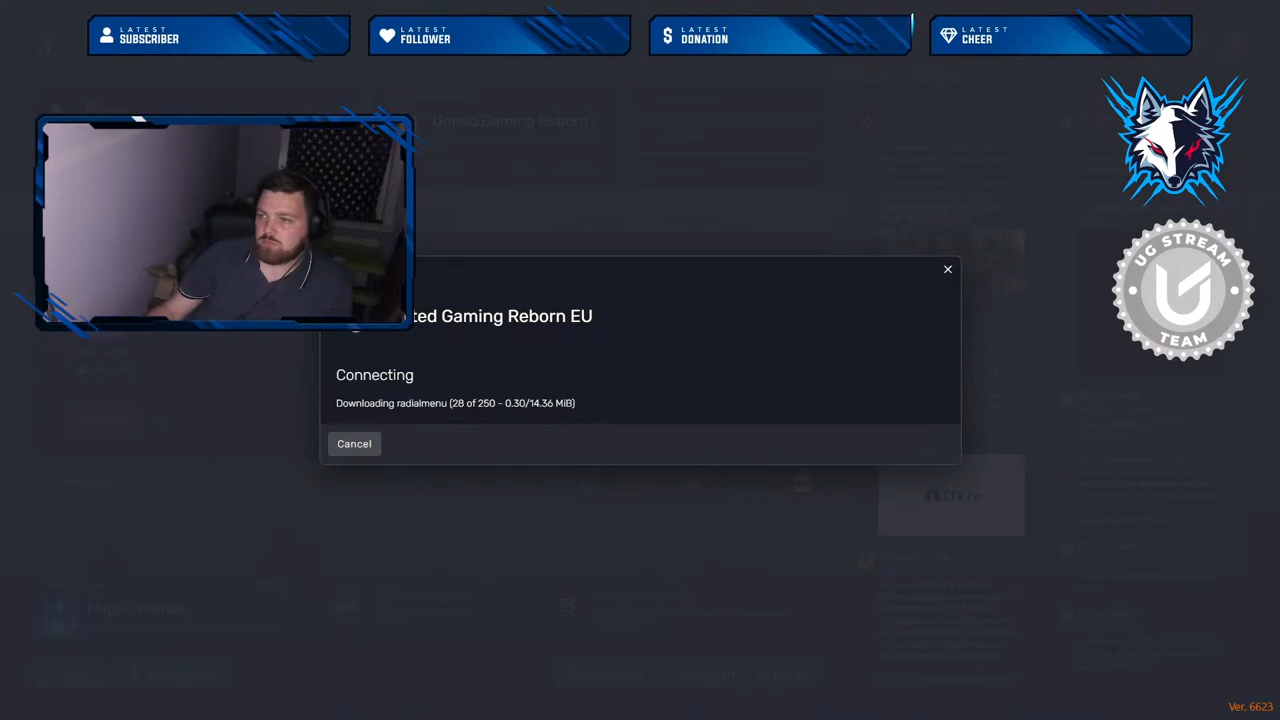 LATEST
SUBSCRIBER
LATEST
FOLLOWER
LATEST
DONATION
LATEST
CHEER
UG STREAM
TEAM
ted Gaming Reborn EU
Connecting
Downloading radialmenu (28 of 250 - 0.30/14.36 MiB)
Cancel
Ver. 6623